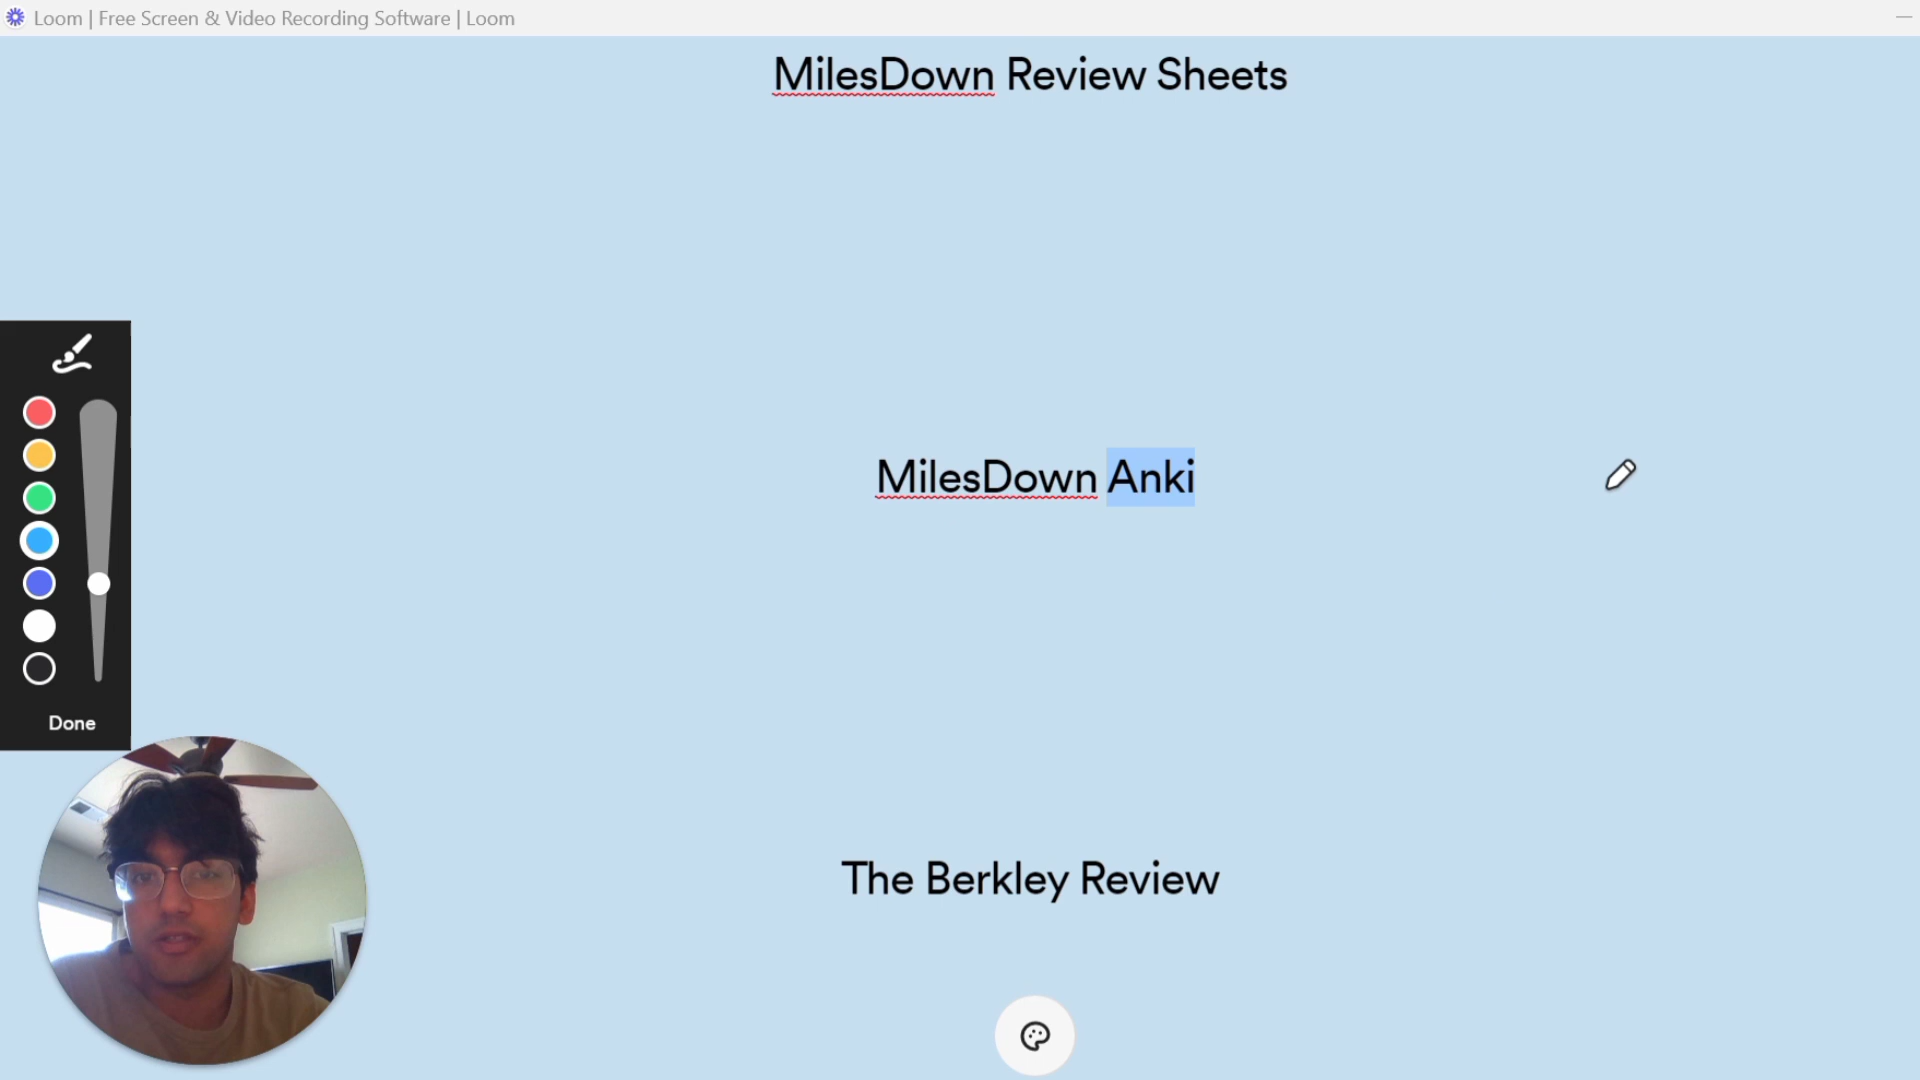 Loom | Free Screen & Video Recording Software | Loom
MilesDown Review Sheets
MilesDown Anki
Done
The Berkley Review